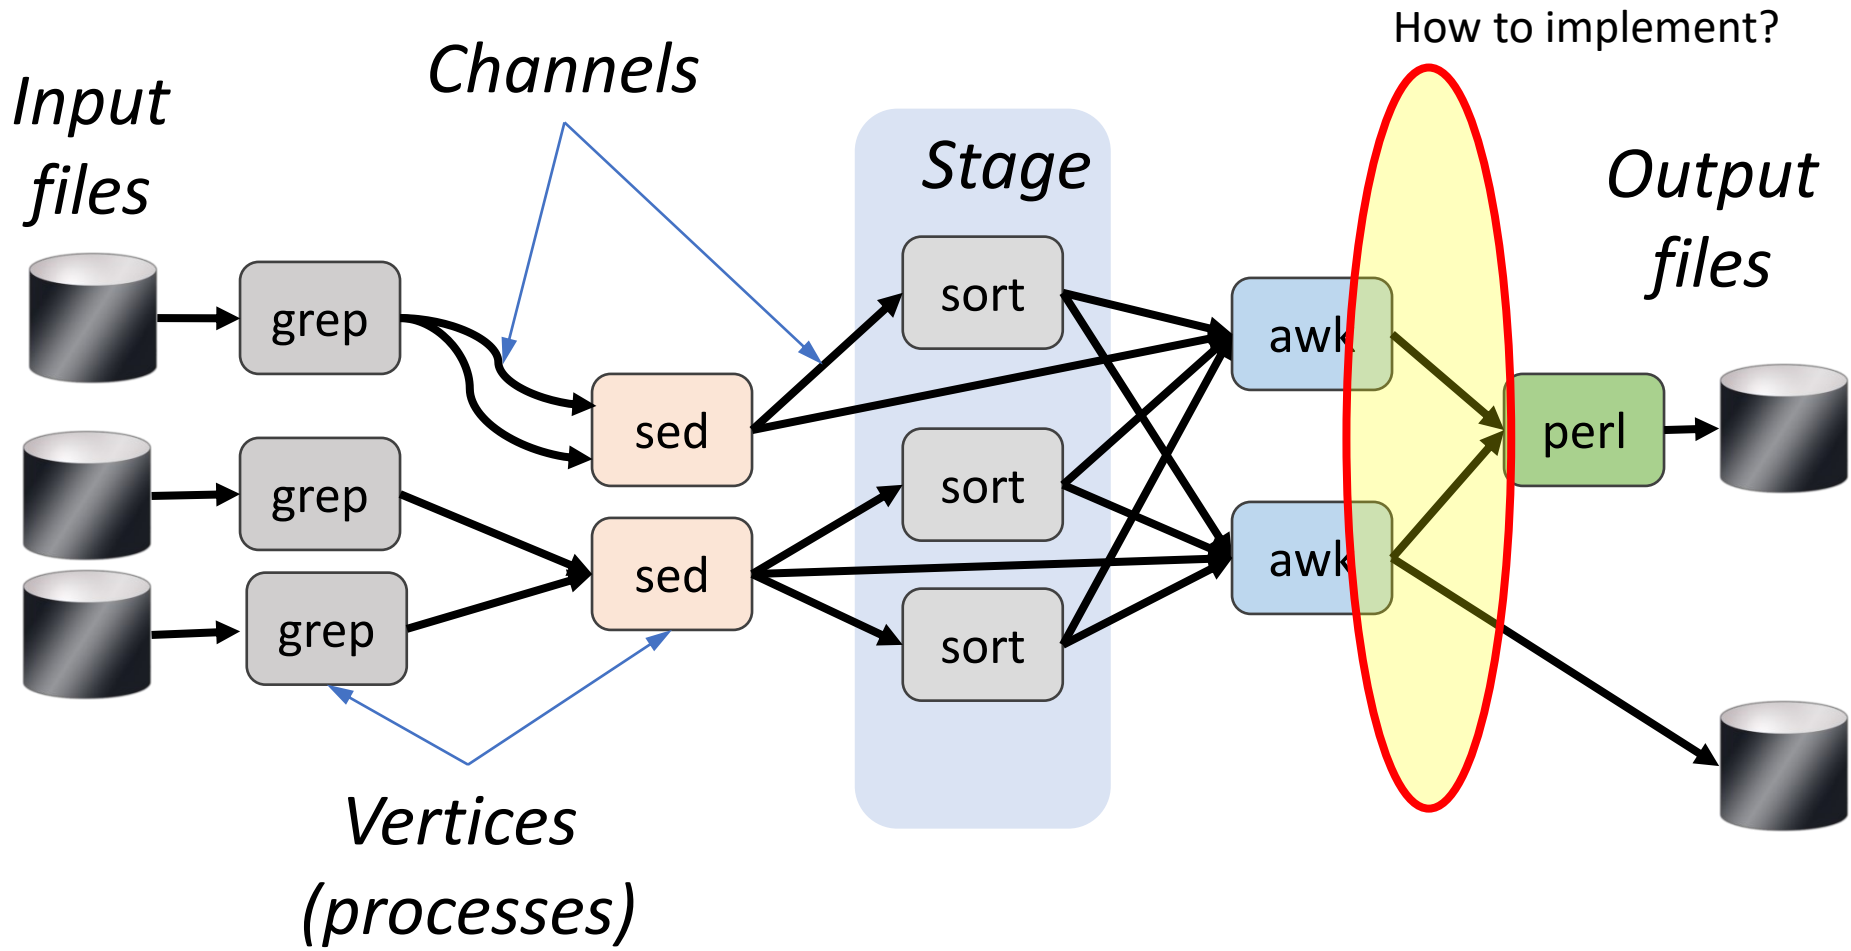 How to implement?
Channels
Input
files
Stage
Output
files
grep
sed
sort
awk
perl
grep
sed
sort
awk
grep
sort
Vertices
(processes)